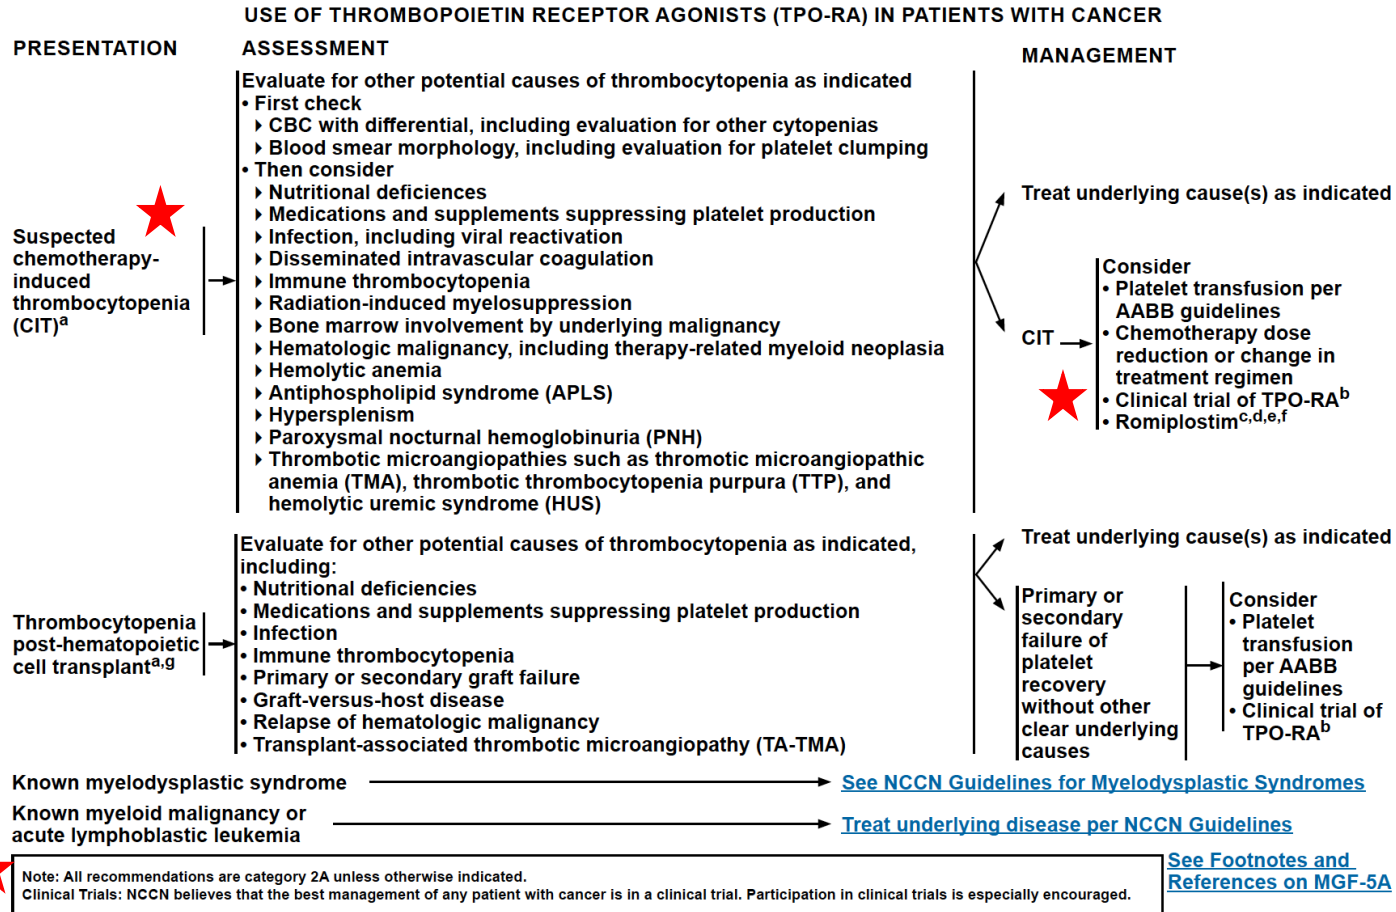 USE OF THROMBOPOIETIN RECEPTOR AGONISTS (TPO-RA) IN PATIENTS WITH CANCER
PRESENTATION
ASSESSMENT
MANAGEMENT
Suspected
chemotherapy-
induced
thrombocytopenia
(CIT)a
Evaluate for other potential causes of thrombocytopenia as indicated
• First check
CBC with differential, including evaluation for other cytopenias
Blood smear morphology, including evaluation for platelet clumping
• Then consider
Nutritional deficiences
Medications and supplements suppressing platelet production
Infection, including viral reactivation
Disseminated intravascular coagulation
Immune thrombocytopenia
Radiation-induced myelosuppression
Bone marrow involvement by underlying malignancy
Hematologic malignancy, including therapy-related myeloid neoplasia
Hemolytic anemia
Antiphospholipid syndrome (APLS)
Hypersplenism
Paroxysmal nocturnal hemoglobinuria (PNH)
Thrombotic microangiopathies such as thromotic microangiopathic
anemia (TMA), thrombotic thrombocytopenia purpura (TTP), and
hemolytic uremic syndrome (HUS)
Treat underlying cause(s) as indicated
CIT
Consider
• Platelet transfusion per
AABB guidelines
• Chemotherapy dose
reduction or change in
treatment regimen
• Clinical trial of TPO-RAb
• Romiplostimc,d,e,f
Thrombocytopenia
post-hematopoietic
cell transplanta,g
Evaluate for other potential causes of thrombocytopenia as indicated,
including:
• Nutritional deficiencies
• Medications and supplements suppressing platelet production
• Infection
• Immune thrombocytopenia
• Primary or secondary graft failure
• Graft-versus-host disease
• Relapse of hematologic malignancy
• Transplant-associated thrombotic microangiopathy (TA-TMA)
Treat underlying cause(s) as indicated
Primary or
secondary
failure of
platelet
recovery
without other
clear underlying
causes
Consider
• Platelet
transfusion
per AABB
guidelines
• Clinical trial of
TPO-RAb
Known myelodysplastic syndrome
See NCCN Guidelines for Myelodysplastic Syndromes
Known myeloid malignancy or
acute lymphoblastic leukemia
Treat underlying disease per NCCN Guidelines
Note: All recommendations are category 2A unless otherwise indicated.
Clinical Trials: NCCN believes that the best management of any patient with cancer is in a clinical trial. Participation in clinical trials is especially encouraged.
See Footnotes and
References on MGF-5A